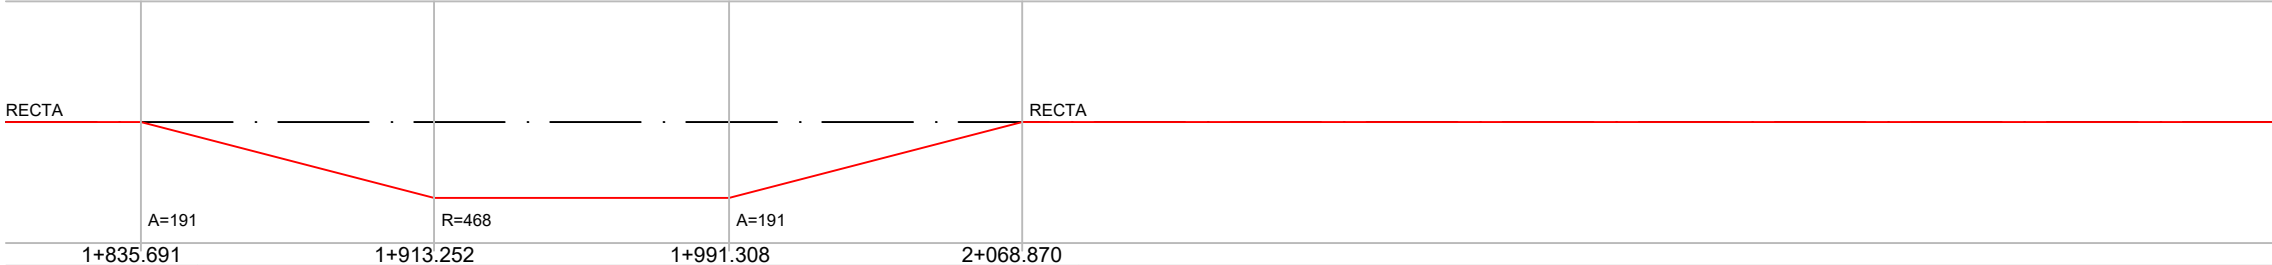 RECTA
RECTA
A=191
R=468
A=191
1+835.691
1+913.252
1+991.308
2+068.870